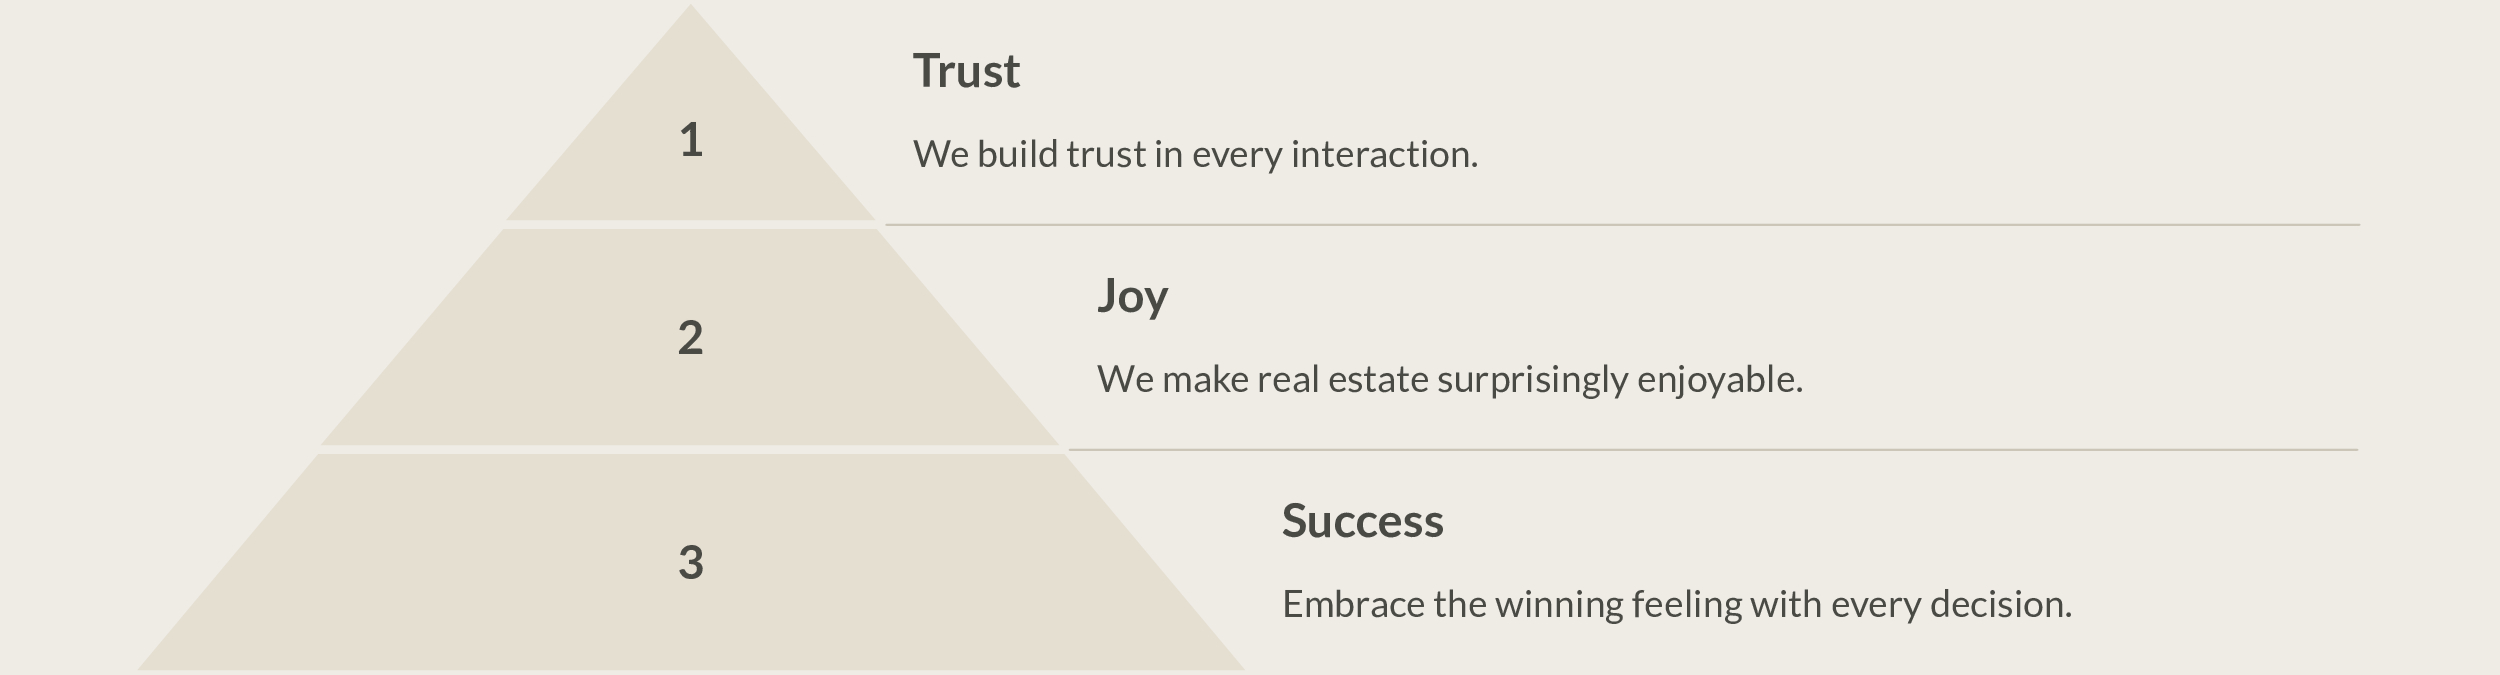 1
Trust
We build trust in every interaction.
2
Joy
We make real estate surprisingly enjoyable.
3
Success
Embrace the winning feeling with every decision.